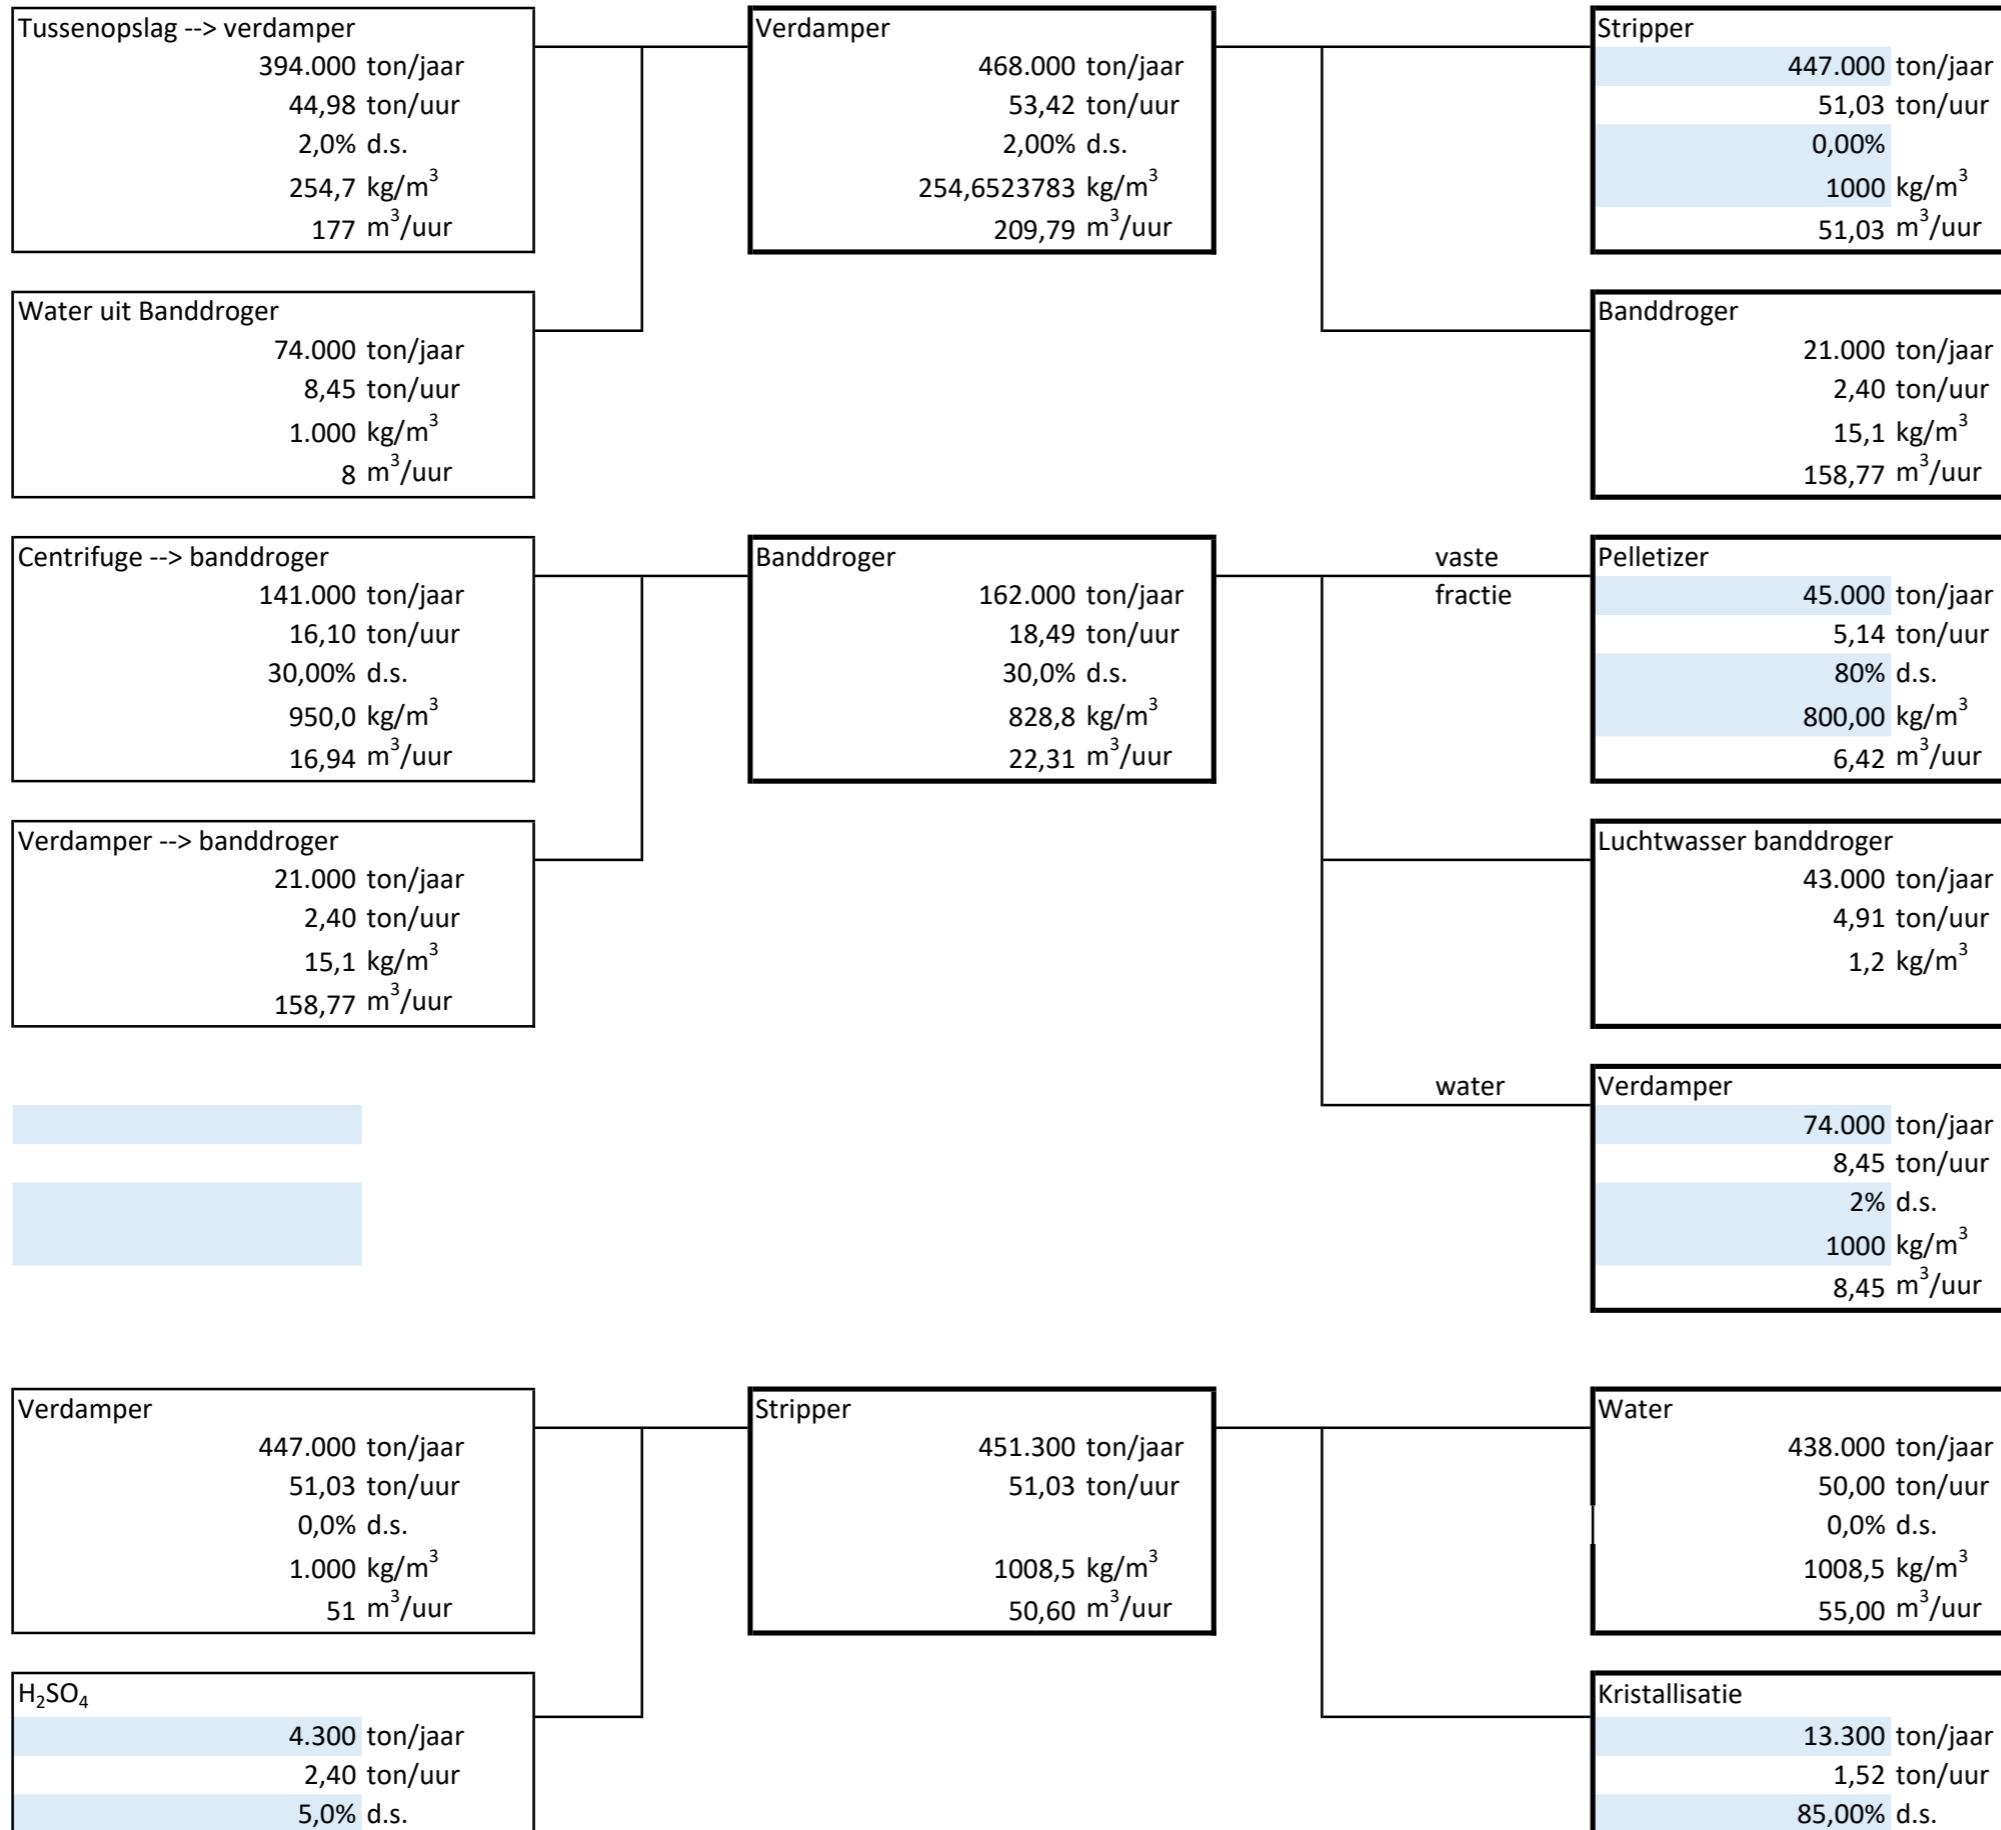 Tussenopslag --> verdamper
394.000 ton/jaar
44,98 ton/uur
2,0% d.s.
254,7 kg/m³
177 m³/uur
Verdamper
468.000 ton/jaar
53,42 ton/uur
2,00% d.s.
254,6523783 kg/m³
209,79 m³/uur
Stripper
447.000 ton/jaar
51,03 ton/uur
0,00%
1000 kg/m³
51,03 m³/uur
Water uit Banddroger
74.000 ton/jaar
8,45 ton/uur
1.000 kg/m³
8 m³/uur
Banddroger
21.000 ton/jaar
2,40 ton/uur
15,1 kg/m³
158,77 m³/uur
Centrifuge --> banddroger
141.000 ton/jaar
16,10 ton/uur
30,00% d.s.
950,0 kg/m³
16,94 m³/uur
Banddroger
162.000 ton/jaar
18,49 ton/uur
30,0% d.s.
828,8 kg/m³
22,31 m³/uur
vaste
fractie
Pelletizer
45.000 ton/jaar
5,14 ton/uur
80% d.s.
800,00 kg/m³
6,42 m³/uur
Verdamper --> banddroger
21.000 ton/jaar
2,40 ton/uur
15,1 kg/m³
158,77 m³/uur
Luchtwasser banddroger
43.000 ton/jaar
4,91 ton/uur
1,2 kg/m³
water
Verdamper
74.000 ton/jaar
8,45 ton/uur
2% d.s.
1000 kg/m³
8,45 m³/uur
Verdamper
447.000 ton/jaar
51,03 ton/uur
0,0% d.s.
1.000 kg/m³
51 m³/uur
Stripper
451.300 ton/jaar
51,03 ton/uur
1008,5 kg/m³
50,60 m³/uur
Water
438.000 ton/jaar
50,00 ton/uur
0,0% d.s.
1008,5 kg/m³
55,00 m³/uur
H₂SO₄
4.300 ton/jaar
2,40 ton/uur
5,0% d.s.
Kristallisatie
13.300 ton/jaar
1,52 ton/uur
85,00% d.s.